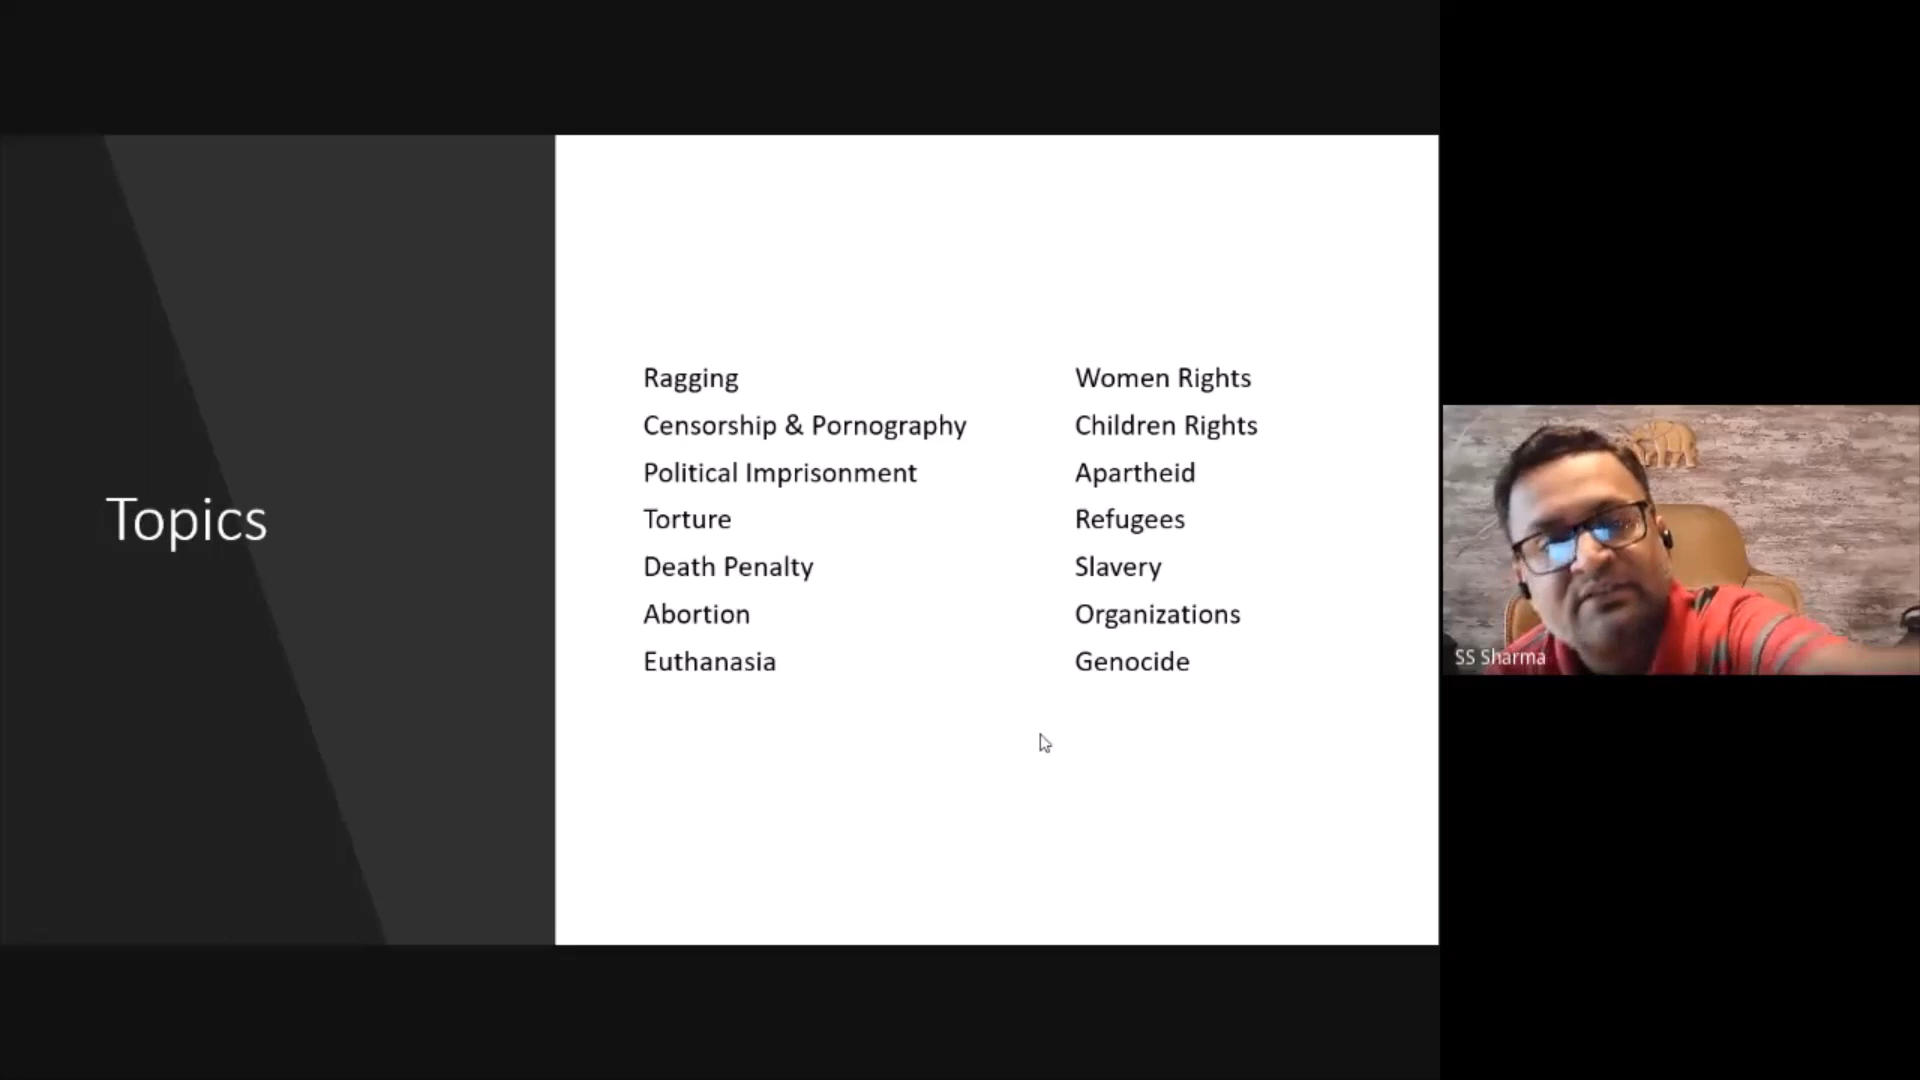 Topics
Ragging
Censorship & Pornography
Political Imprisonment
Torture
Death Penalty
Abortion
Euthanasia
Women Rights
Children Rights
Apartheid
Refugees
Slavery
Organizations
Genocide
SS Sharma